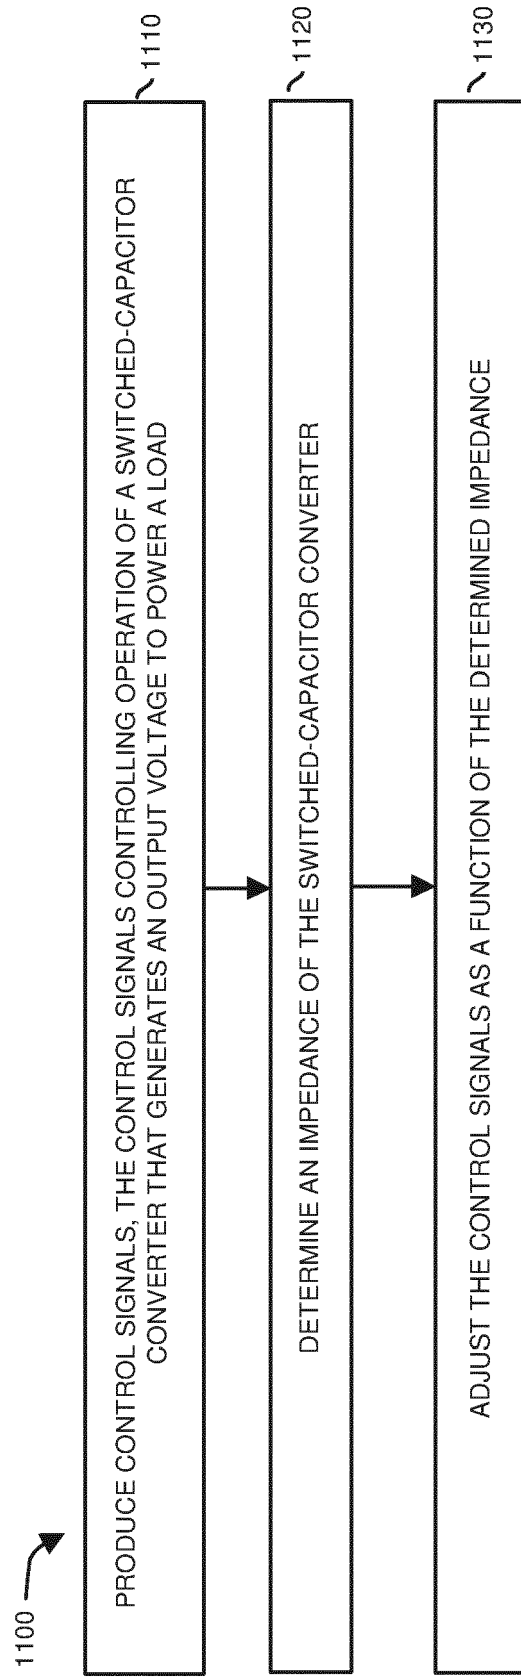 1100
PRODUCE CONTROL SIGNALS, THE CONTROL SIGNALS CONTROLLING OPERATION OF A SWITCHED-CAPACITOR
CONVERTER THAT GENERATES AN OUTPUT VOLTAGE TO POWER A LOAD
1110
DETERMINE AN IMPEDANCE OF THE SWITCHED-CAPACITOR CONVERTER
1120
ADJUST THE CONTROL SIGNALS AS A FUNCTION OF THE DETERMINED IMPEDANCE
1130